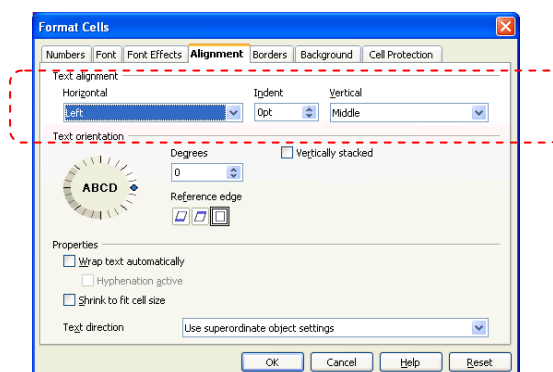 Format Cells
Numbers Font Font Effects Alignment Borders Background Cell Protection
Text alignment
Horizontal Indent Vertical
Left 0pt Middle
Text orientation
Degrees Vertically stacked
0
ABCD
Reference edge
Properties
Wrap text automatically
Hyphenation active
Shrink to fit cell size
Text direction Use superordinate object settings
OK Cancel Help Reset